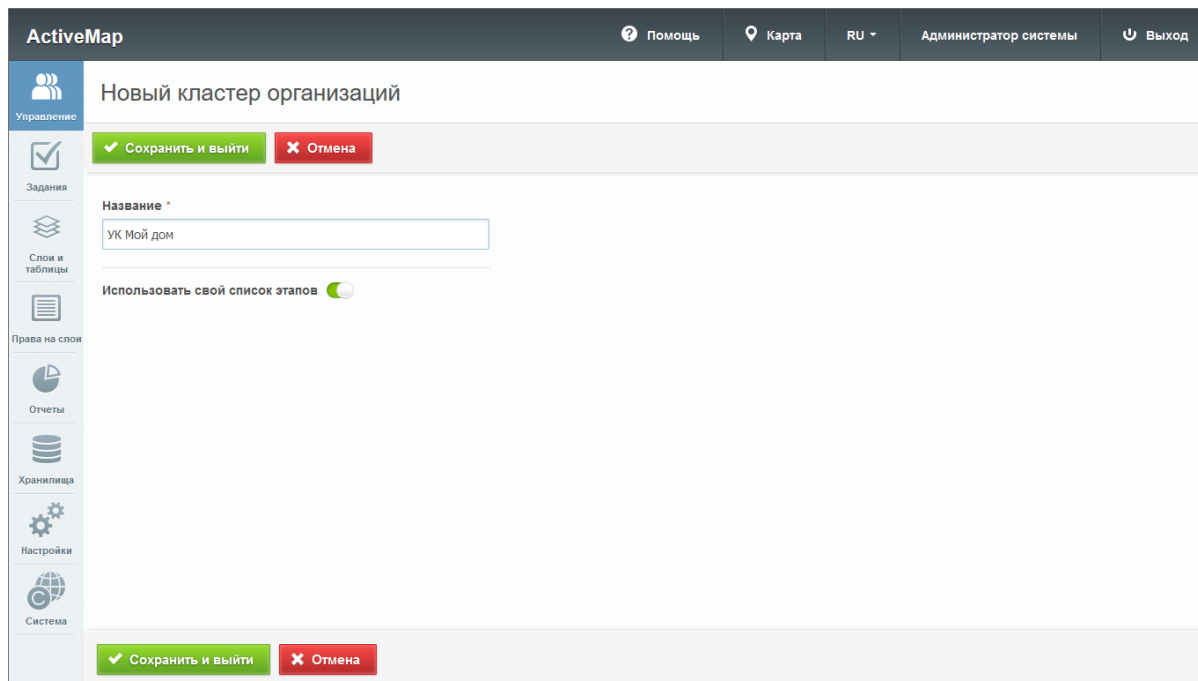 ActiveMap
Помощь
Карта
RU
Администратор системы
Выход
Управление
Задания
Слои и
таблицы
Права на слои
Отчеты
Хранилища
Настройки
Система
Новый кластер организаций
Сохранить и выйти
Отмена
Название *
УК Мой дом
Использовать свой список этапов
Сохранить и выйти
Отмена